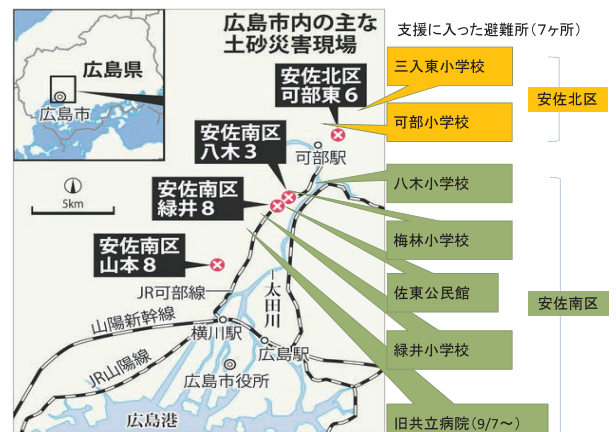 広島市内の主な
土砂災害現場
広島県
広島市
安佐北区
可部東6
安佐南区
八木3
可部駅
安佐南区
緑井8
5km
安佐南区
山本8
JR可部線
太田川
山陽新幹線
横川駅
広島駅
JR山陽線
広島市役所
広島港
支援に入った避難所(7ヶ所)
三入東小学校
可部小学校
安佐北区
八木小学校
梅林小学校
佐東公民館
緑井小学校
旧共立病院(9/7~)
安佐南区